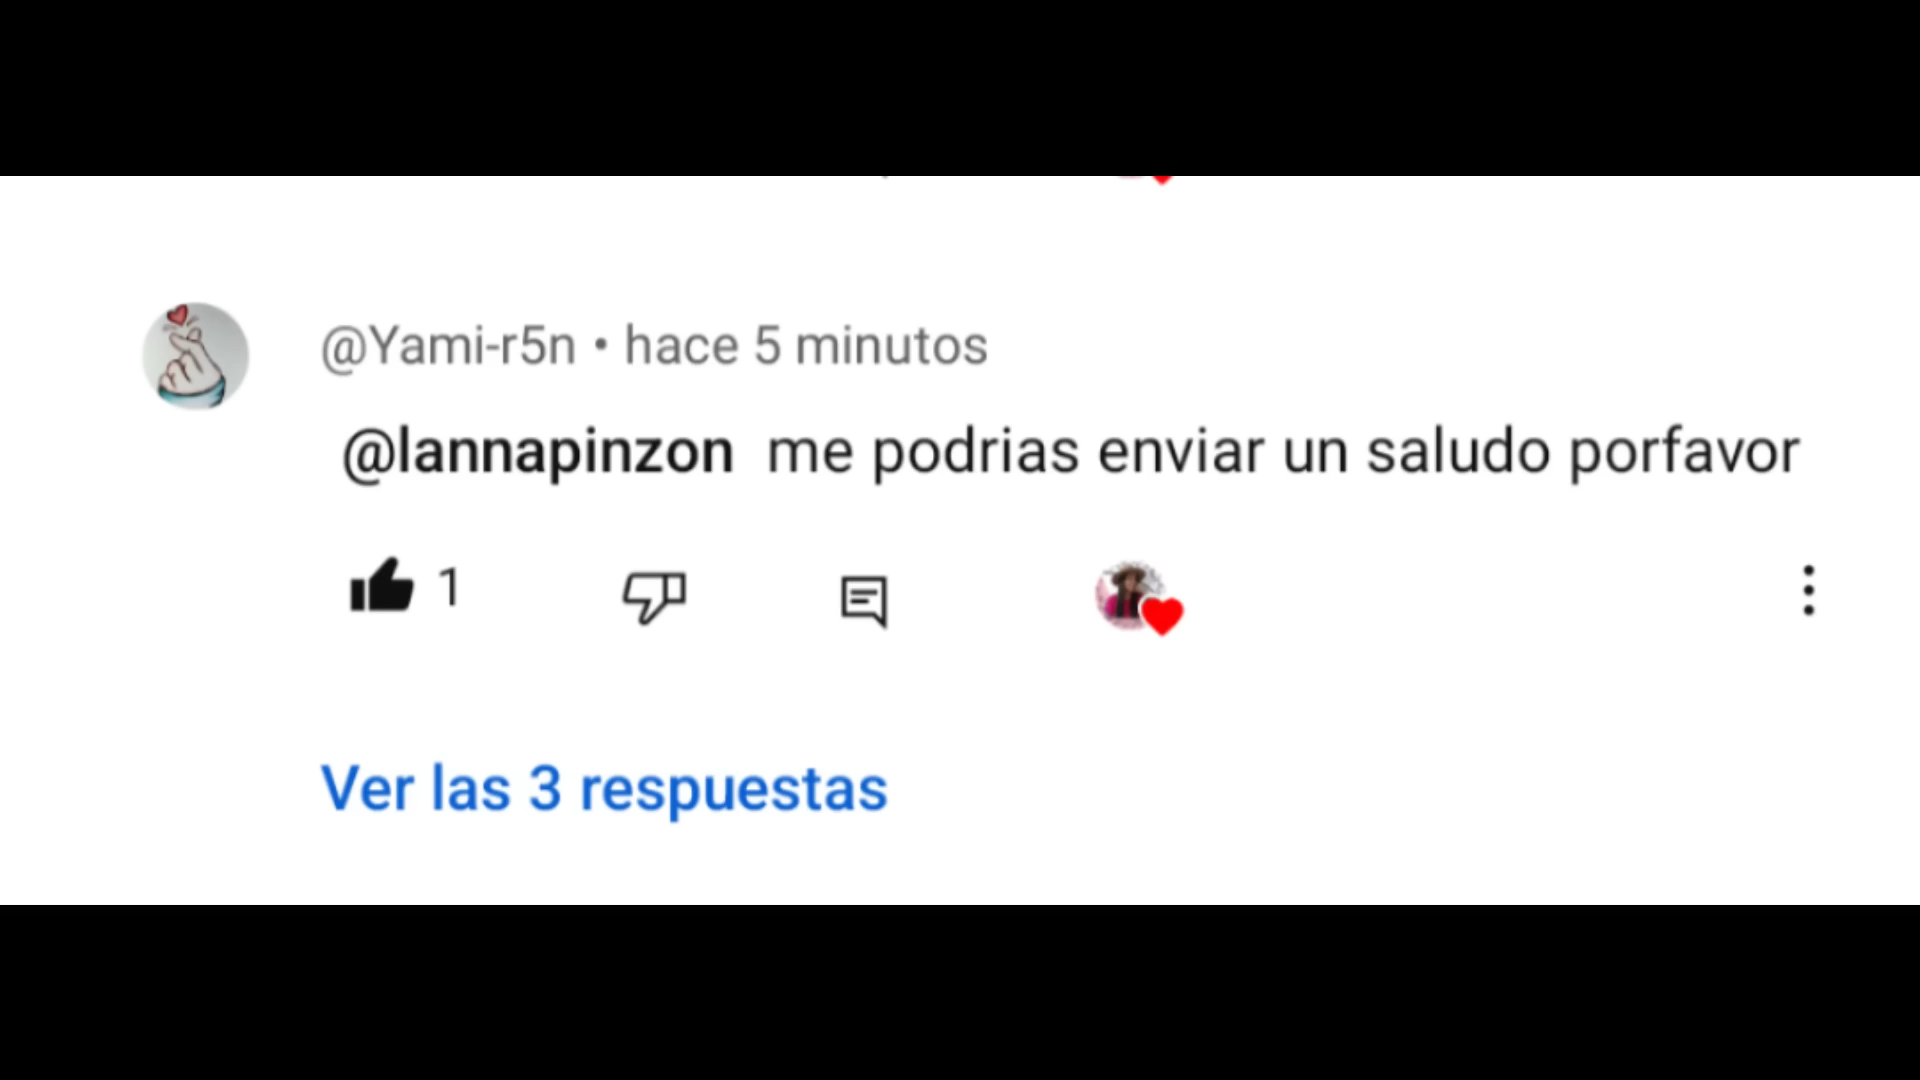 @Yami-r5n • hace 5 minutos
@lannapinzon me podrias enviar un saludo porfavor
1
Ver las 3 respuestas